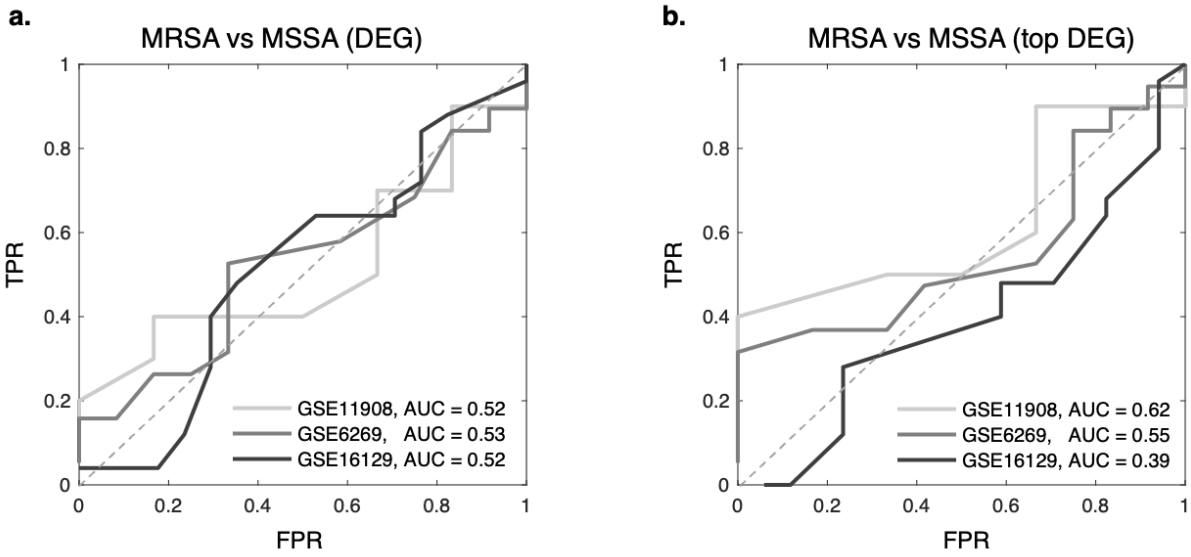 a.
MRSA vs MSSA (DEG)
1
0.8
0.6
0.4
0.2
0
TPR
GSE11908, AUC = 0.52
GSE6269, AUC = 0.53
GSE16129, AUC = 0.52
0 0.2 0.4 0.6 0.8 1
FPR
b.
MRSA vs MSSA (top DEG)
1
0.8
0.6
0.4
0.2
0
TPR
GSE11908, AUC = 0.62
GSE6269, AUC = 0.55
GSE16129, AUC = 0.39
0 0.2 0.4 0.6 0.8 1
FPR